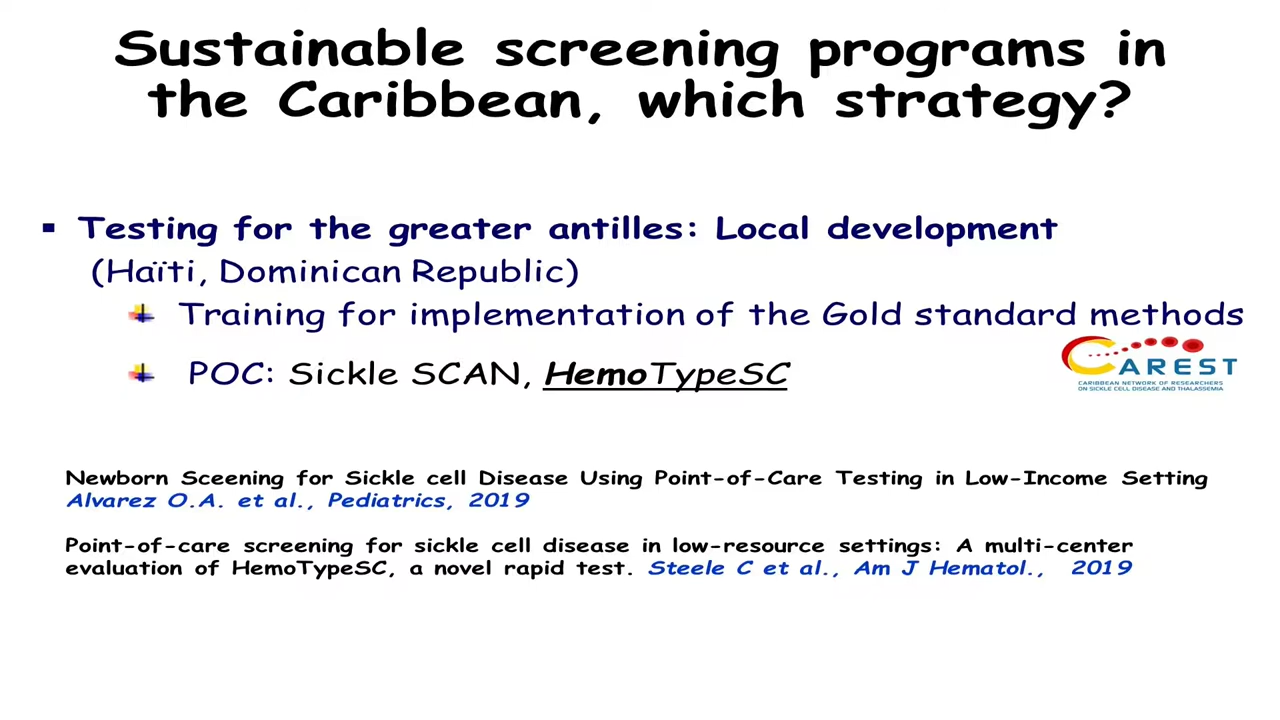 Sustainable screening programs in
the Caribbean, which strategy?
▪ Testing for the greater antilles: Local development
(Haïti, Dominican Republic)
Training for implementation of the Gold standard methods
POC: Sickle SCAN, HemoTypeSC
CAREST
CARIBBEAN NETWORK OF RESEARCHERS
ON SICKLE CELL DISEASE AND THALASSEMIA
Newborn Sceening for Sickle cell Disease Using Point-of-Care Testing in Low-Income Setting
Alvarez O.A. et al., Pediatrics, 2019
Point-of-care screening for sickle cell disease in low-resource settings: A multi-center
evaluation of HemoTypeSC, a novel rapid test. Steele C et al., Am J Hematol., 2019